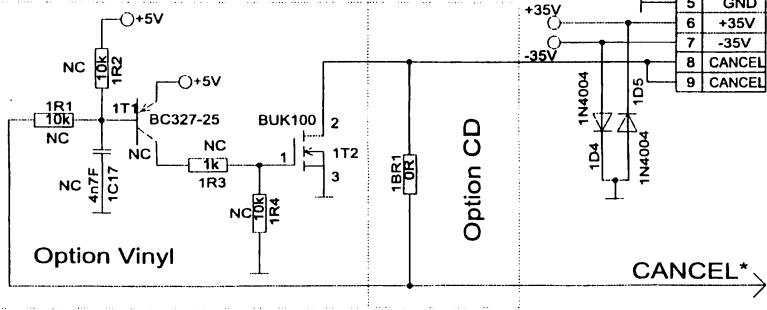 +5V
NC
10k
1R2
+5V
1R1
10k
1T1
BC327-25
NC
NC
4n7F
1C17
NC
1k
1R3
BUK100
2
1
1T2
3
NC
10k
1R4
Option Vinyl
1BR1
0R
Option CD
+35V
-35V
1N4004
1D4
1D5
1N4004
5 GND
6 +35V
7 -35V
8 CANCEL
9 CANCEL
CANCEL*